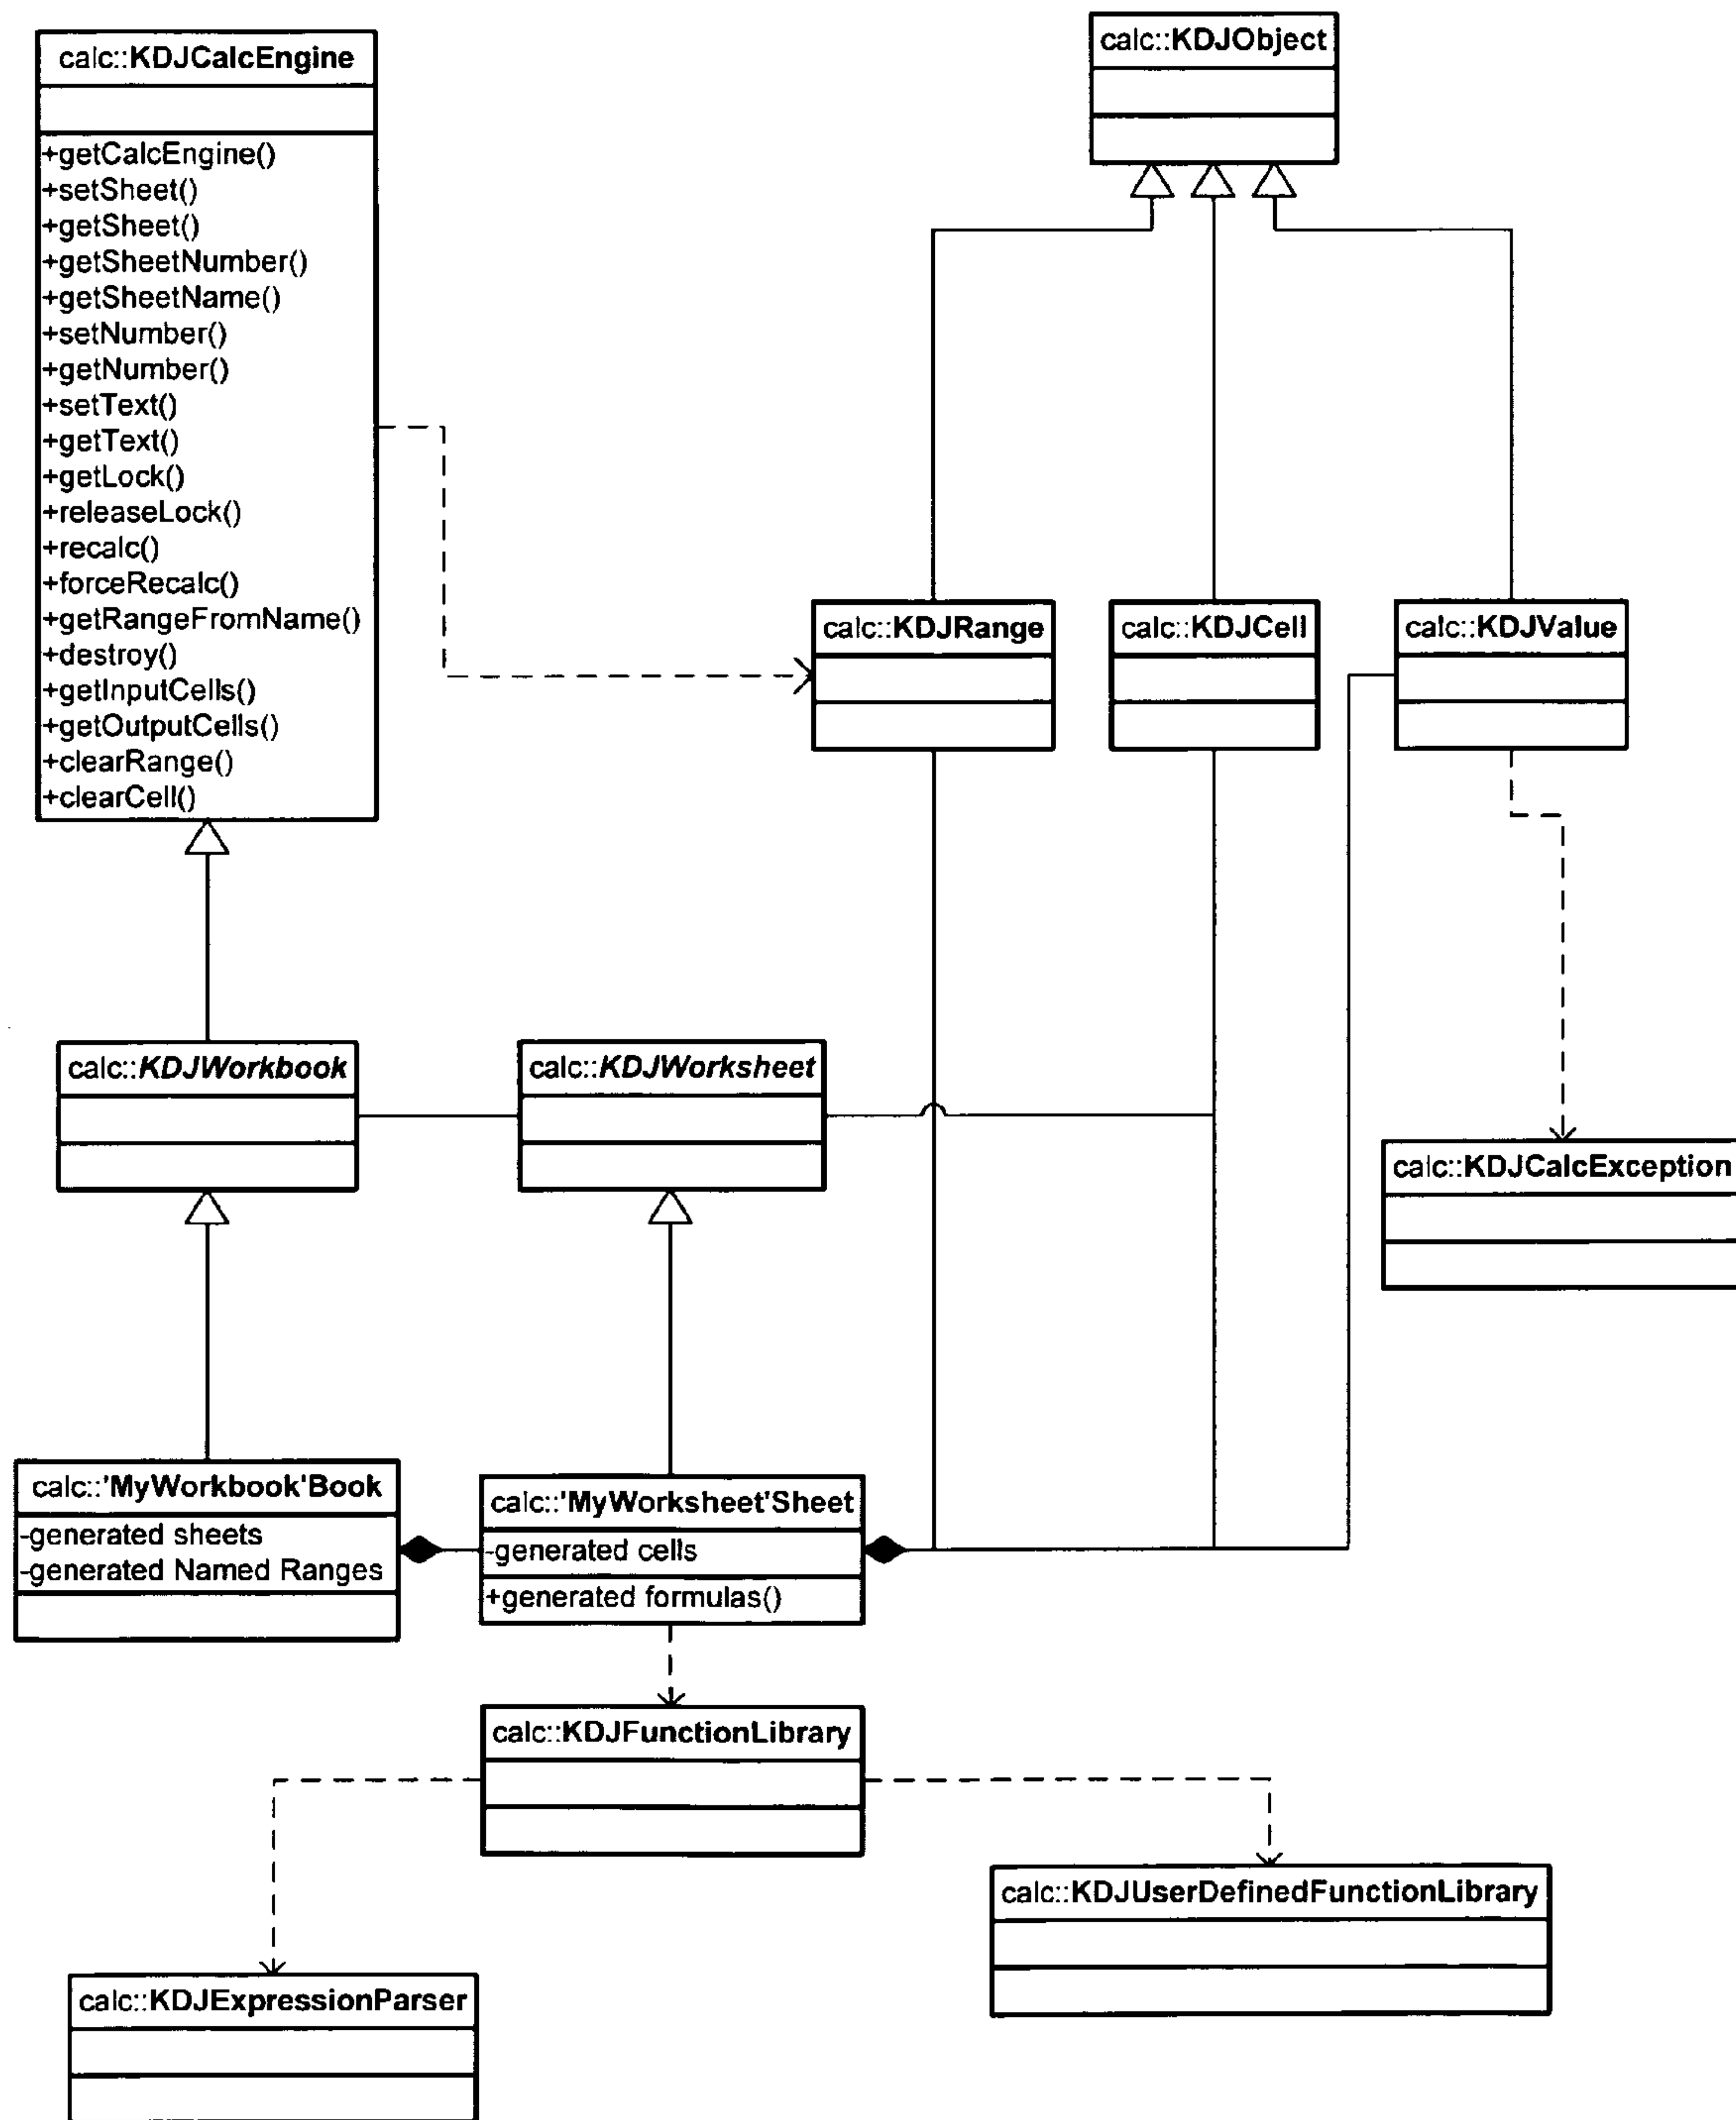 calc::KDJCalcEngine
+getCalcEngine()
+setSheet()
+getSheet()
+getSheetNumber()
+getSheetName()
+setNumber()
+getNumber()
+setText()
+getText()
+getLock()
+releaseLock()
+recalc()
+forceRecalc()
+getRangeFromName()
+destroy()
+getInputCells()
+getOutputCells()
+clearRange()
+clearCell()
calc::KDJObject
calc::KDJRange
calc::KDJCell
calc::KDJValue
calc::KDJWorkbook
calc::KDJWorksheet
calc::KDJCalcException
calc::'MyWorkbook'Book
-generated sheets
-generated Named Ranges
calc::'MyWorksheet'Sheet
-generated cells
+generated formulas()
calc::KDJFunctionLibrary
calc::KDJUserDefinedFunctionLibrary
calc::KDJExpressionParser